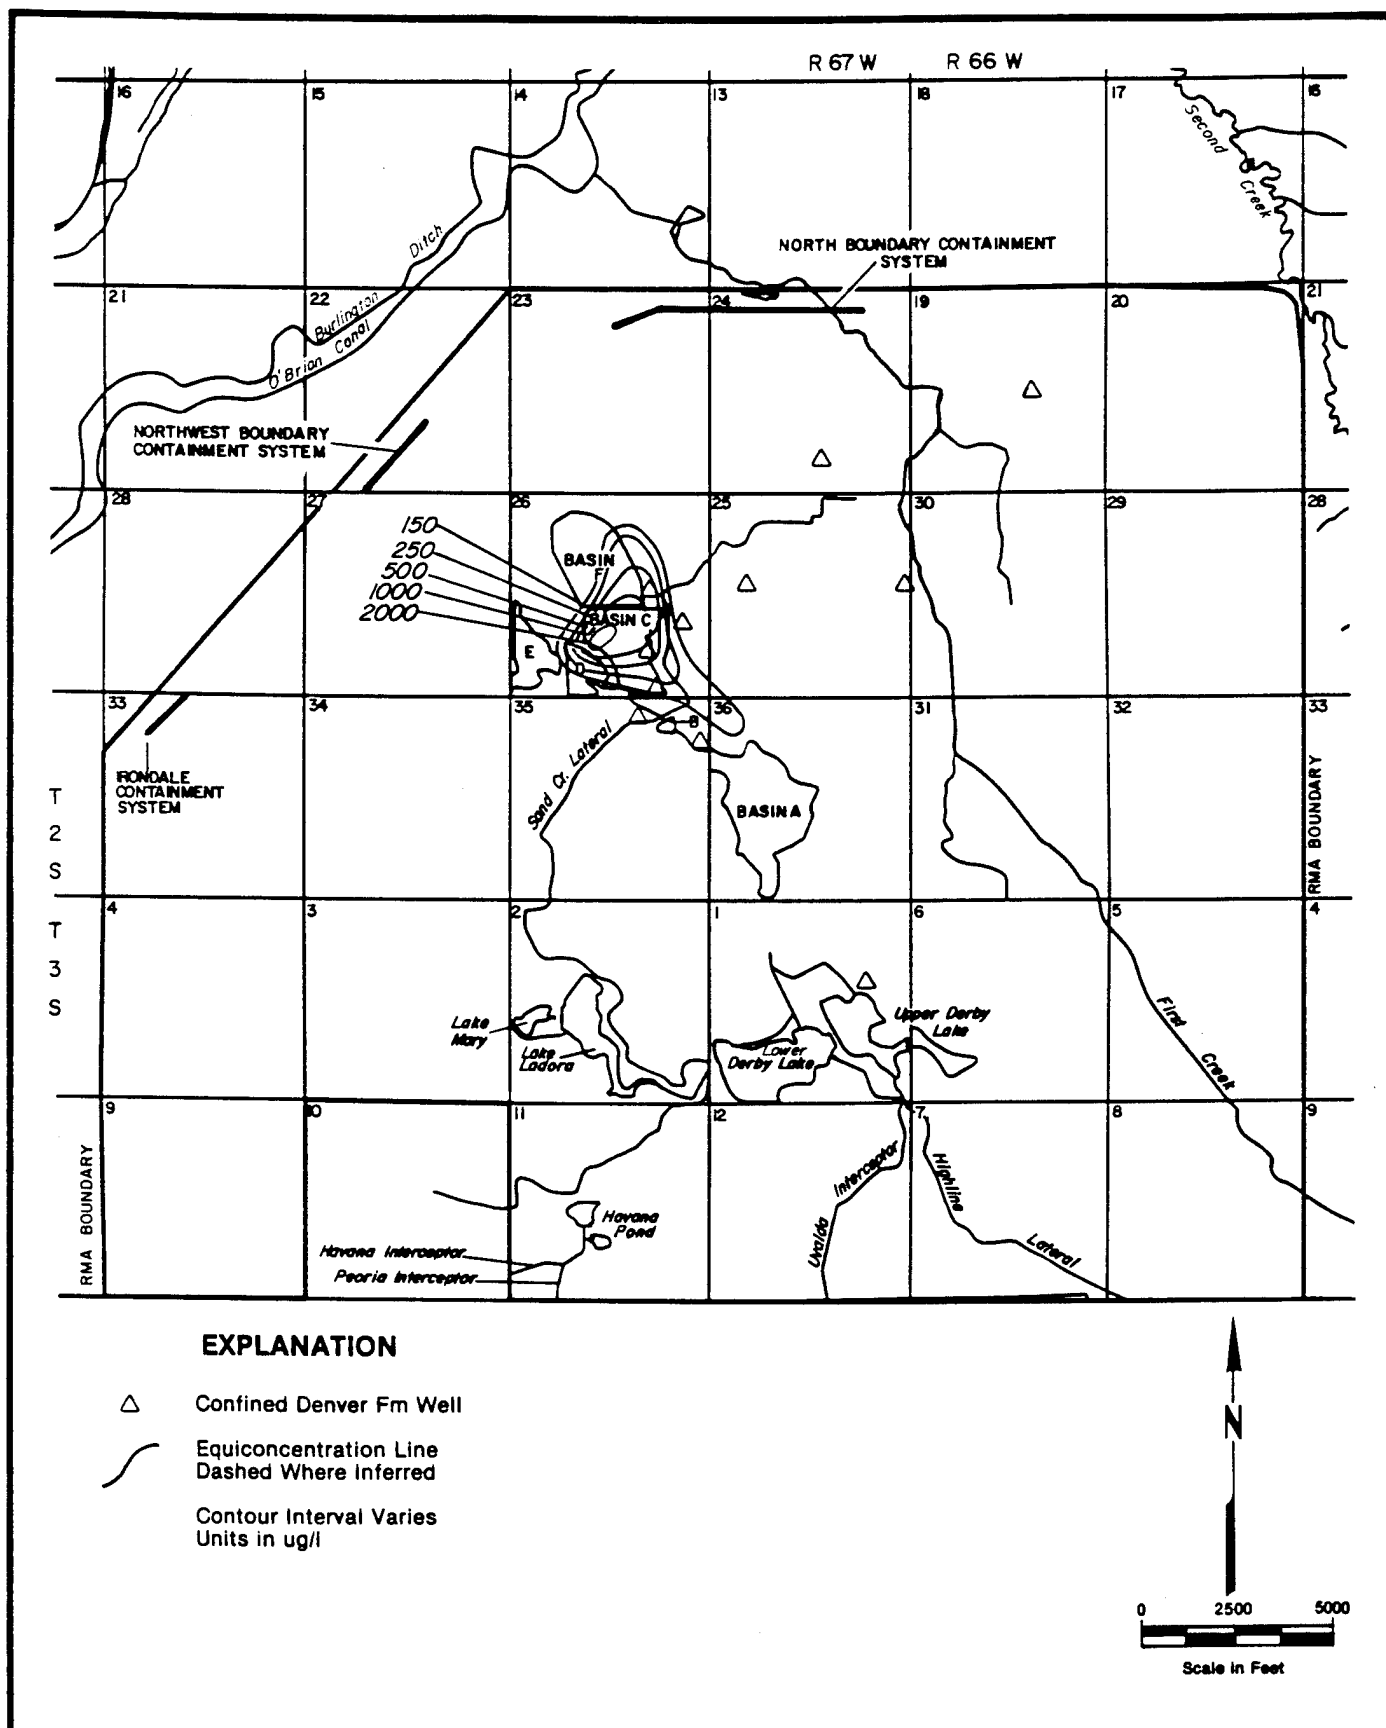 R 67 W
R 66 W
16
15
14
13
18
17
16
Second
Creek
Ditch
NORTH BOUNDARY CONTAINMENT
SYSTEM
21
22
23
24
19
20
21
Burlington
O'Brian Canal
NORTHWEST BOUNDARY
CONTAINMENT SYSTEM
28
27
26
25
30
29
28
150
250
500
1000
2000
BASIN
F
BASIN C
E
D
33
34
35
36
31
32
33
B
Sand Ct. Lateral
IRONDALE
CONTAINMENT
SYSTEM
BASIN A
RMA BOUNDARY
T
2
S
4
3
2
1
6
5
4
T
3
S
Lake
Mary
Lake
Ladora
Lower
Derby Lake
Upper Derby
Lake
First
Creek
9
10
11
12
7
8
9
RMA BOUNDARY
Interceptor
Uvalda
Highline
Lateral
Havana
Pond
Havana Interceptor
Peoria Interceptor
EXPLANATION
Confined Denver Fm Well
Equiconcentration Line
Dashed Where Inferred
Contour Interval Varies
Units in ug/l
N
0 2500 5000
Scale in Feet